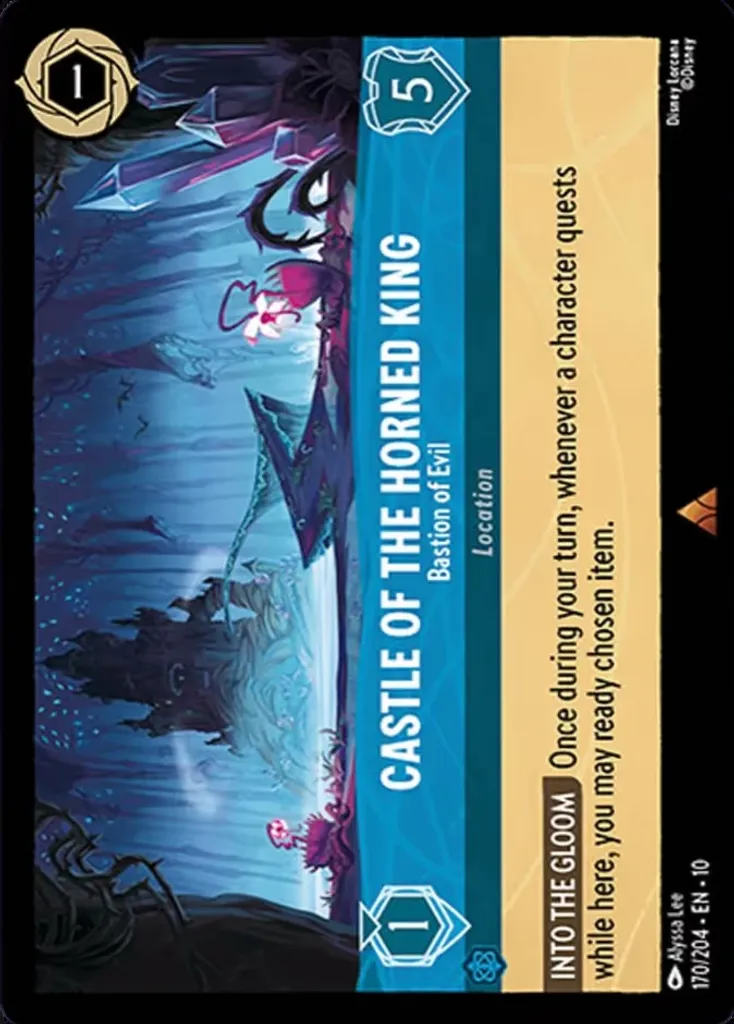 1
1
CASTLE OF THE HORNED KING
5
Bastion of Evil
Location
INTO THE GLOOM Once during your turn, whenever a character quests
while here, you may ready chosen item.
Alyssa Lee
170/204 • EN • 10
Disney Lorcana
©Disney